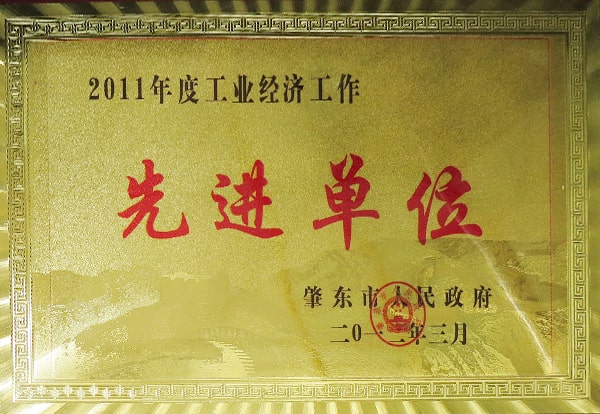 2011年度工业经济工作
先进单位
肇东市人民政府
二0一二年三月